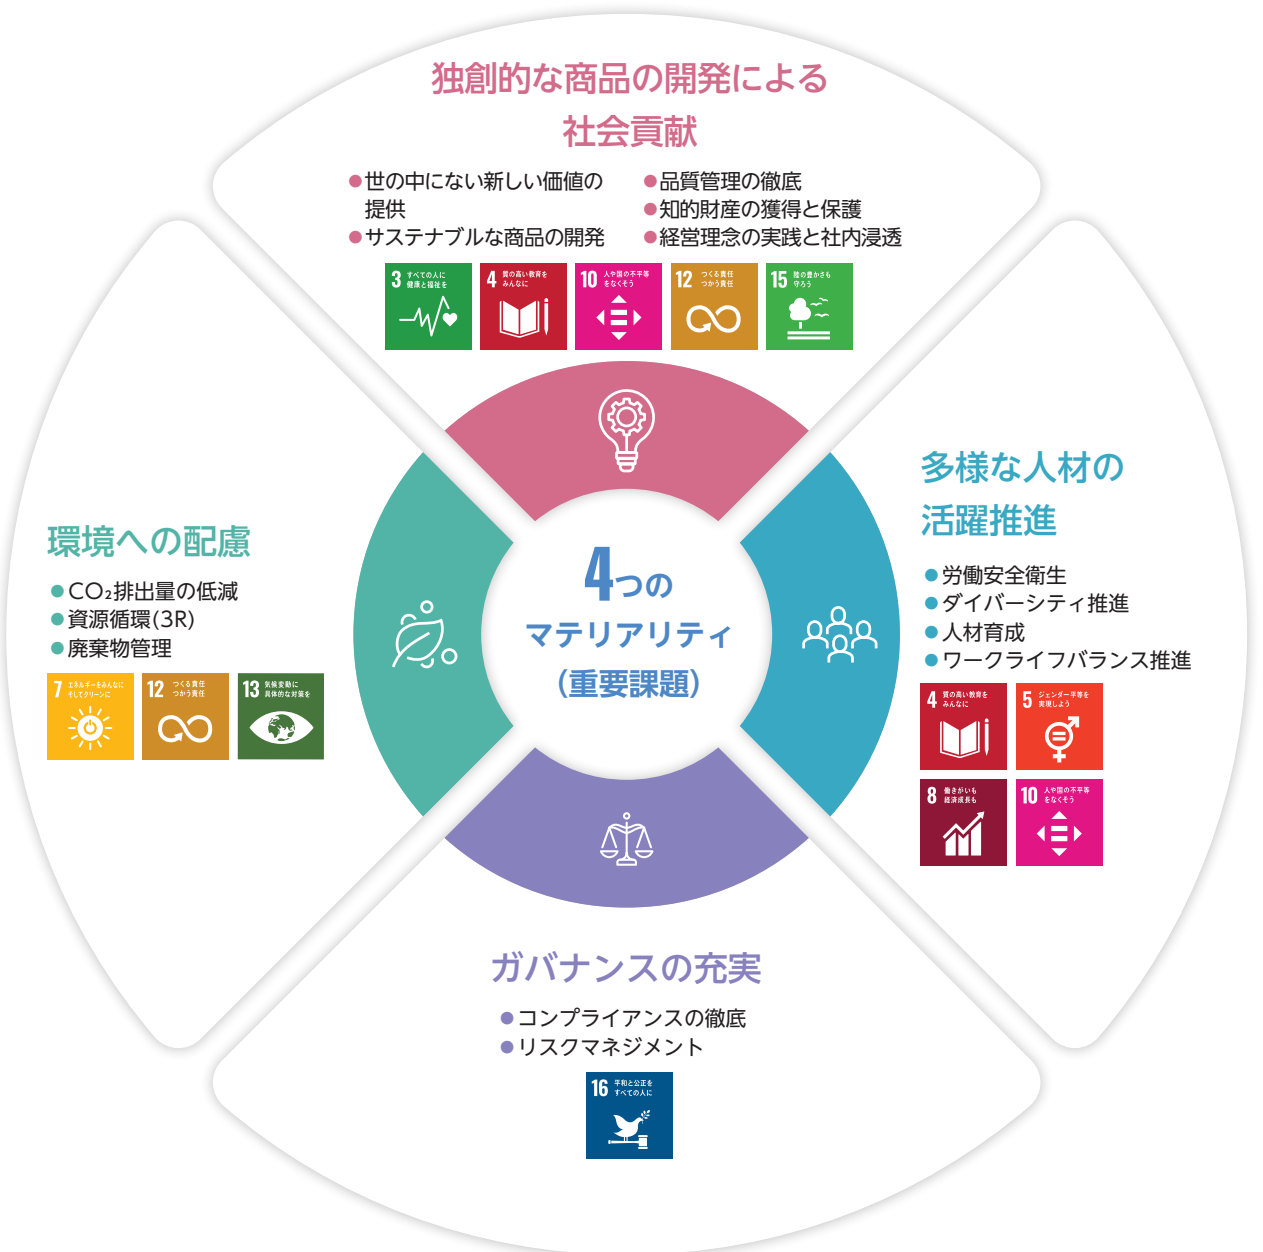 独創的な商品の開発による
社会貢献
●世の中にない新しい価値の
提供
●サステナブルな商品の開発
●品質管理の徹底
●知的財産の獲得と保護
●経営理念の実践と社内浸透
3 すべての人に
健康と福祉を
4 質の高い教育を
みんなに
10 人や国の不平等
をなくそう
12 つくる責任
つかう責任
15 陸の豊かさも
守ろう
環境への配慮
●CO₂排出量の低減
●資源循環(3R)
●廃棄物管理
7 エネルギーをみんなに
そしてクリーンに
12 つくる責任
つかう責任
13 気候変動に
具体的な対策を
4つの
マテリアリティ
(重要課題)
多様な人材の
活躍推進
●労働安全衛生
●ダイバーシティ推進
●人材育成
●ワークライフバランス推進
4 質の高い教育を
みんなに
5 ジェンダー平等を
実現しよう
8 働きがいも
経済成長も
10 人や国の不平等
をなくそう
ガバナンスの充実
●コンプライアンスの徹底
●リスクマネジメント
16 平和と公正を
すべての人に